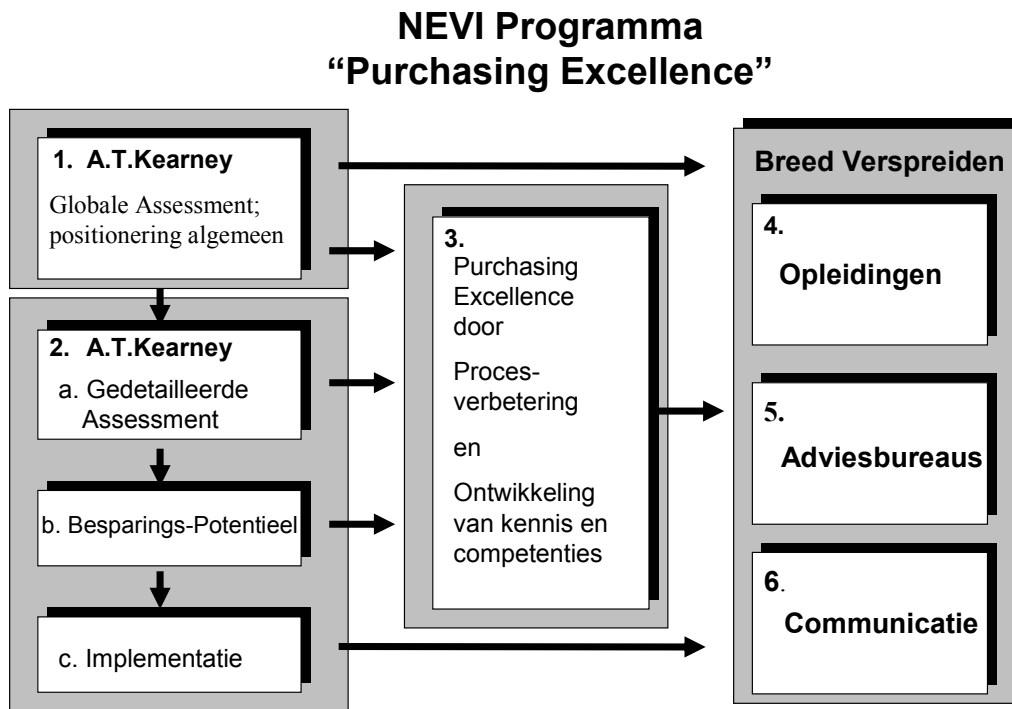 NEVI Programma
“Purchasing Excellence”
1. A.T.Kearney
Globale Assessment;
positionering algemeen
2. A.T.Kearney
a. Gedetailleerde
Assessment
b. Besparings-Potentieel
c. Implementatie
3.
Purchasing
Excellence
door
Proces-
verbetering
en
Ontwikkeling
van kennis en
competenties
Breed Verspreiden
4.
Opleidingen
5.
Adviesbureaus
6.
Communicatie